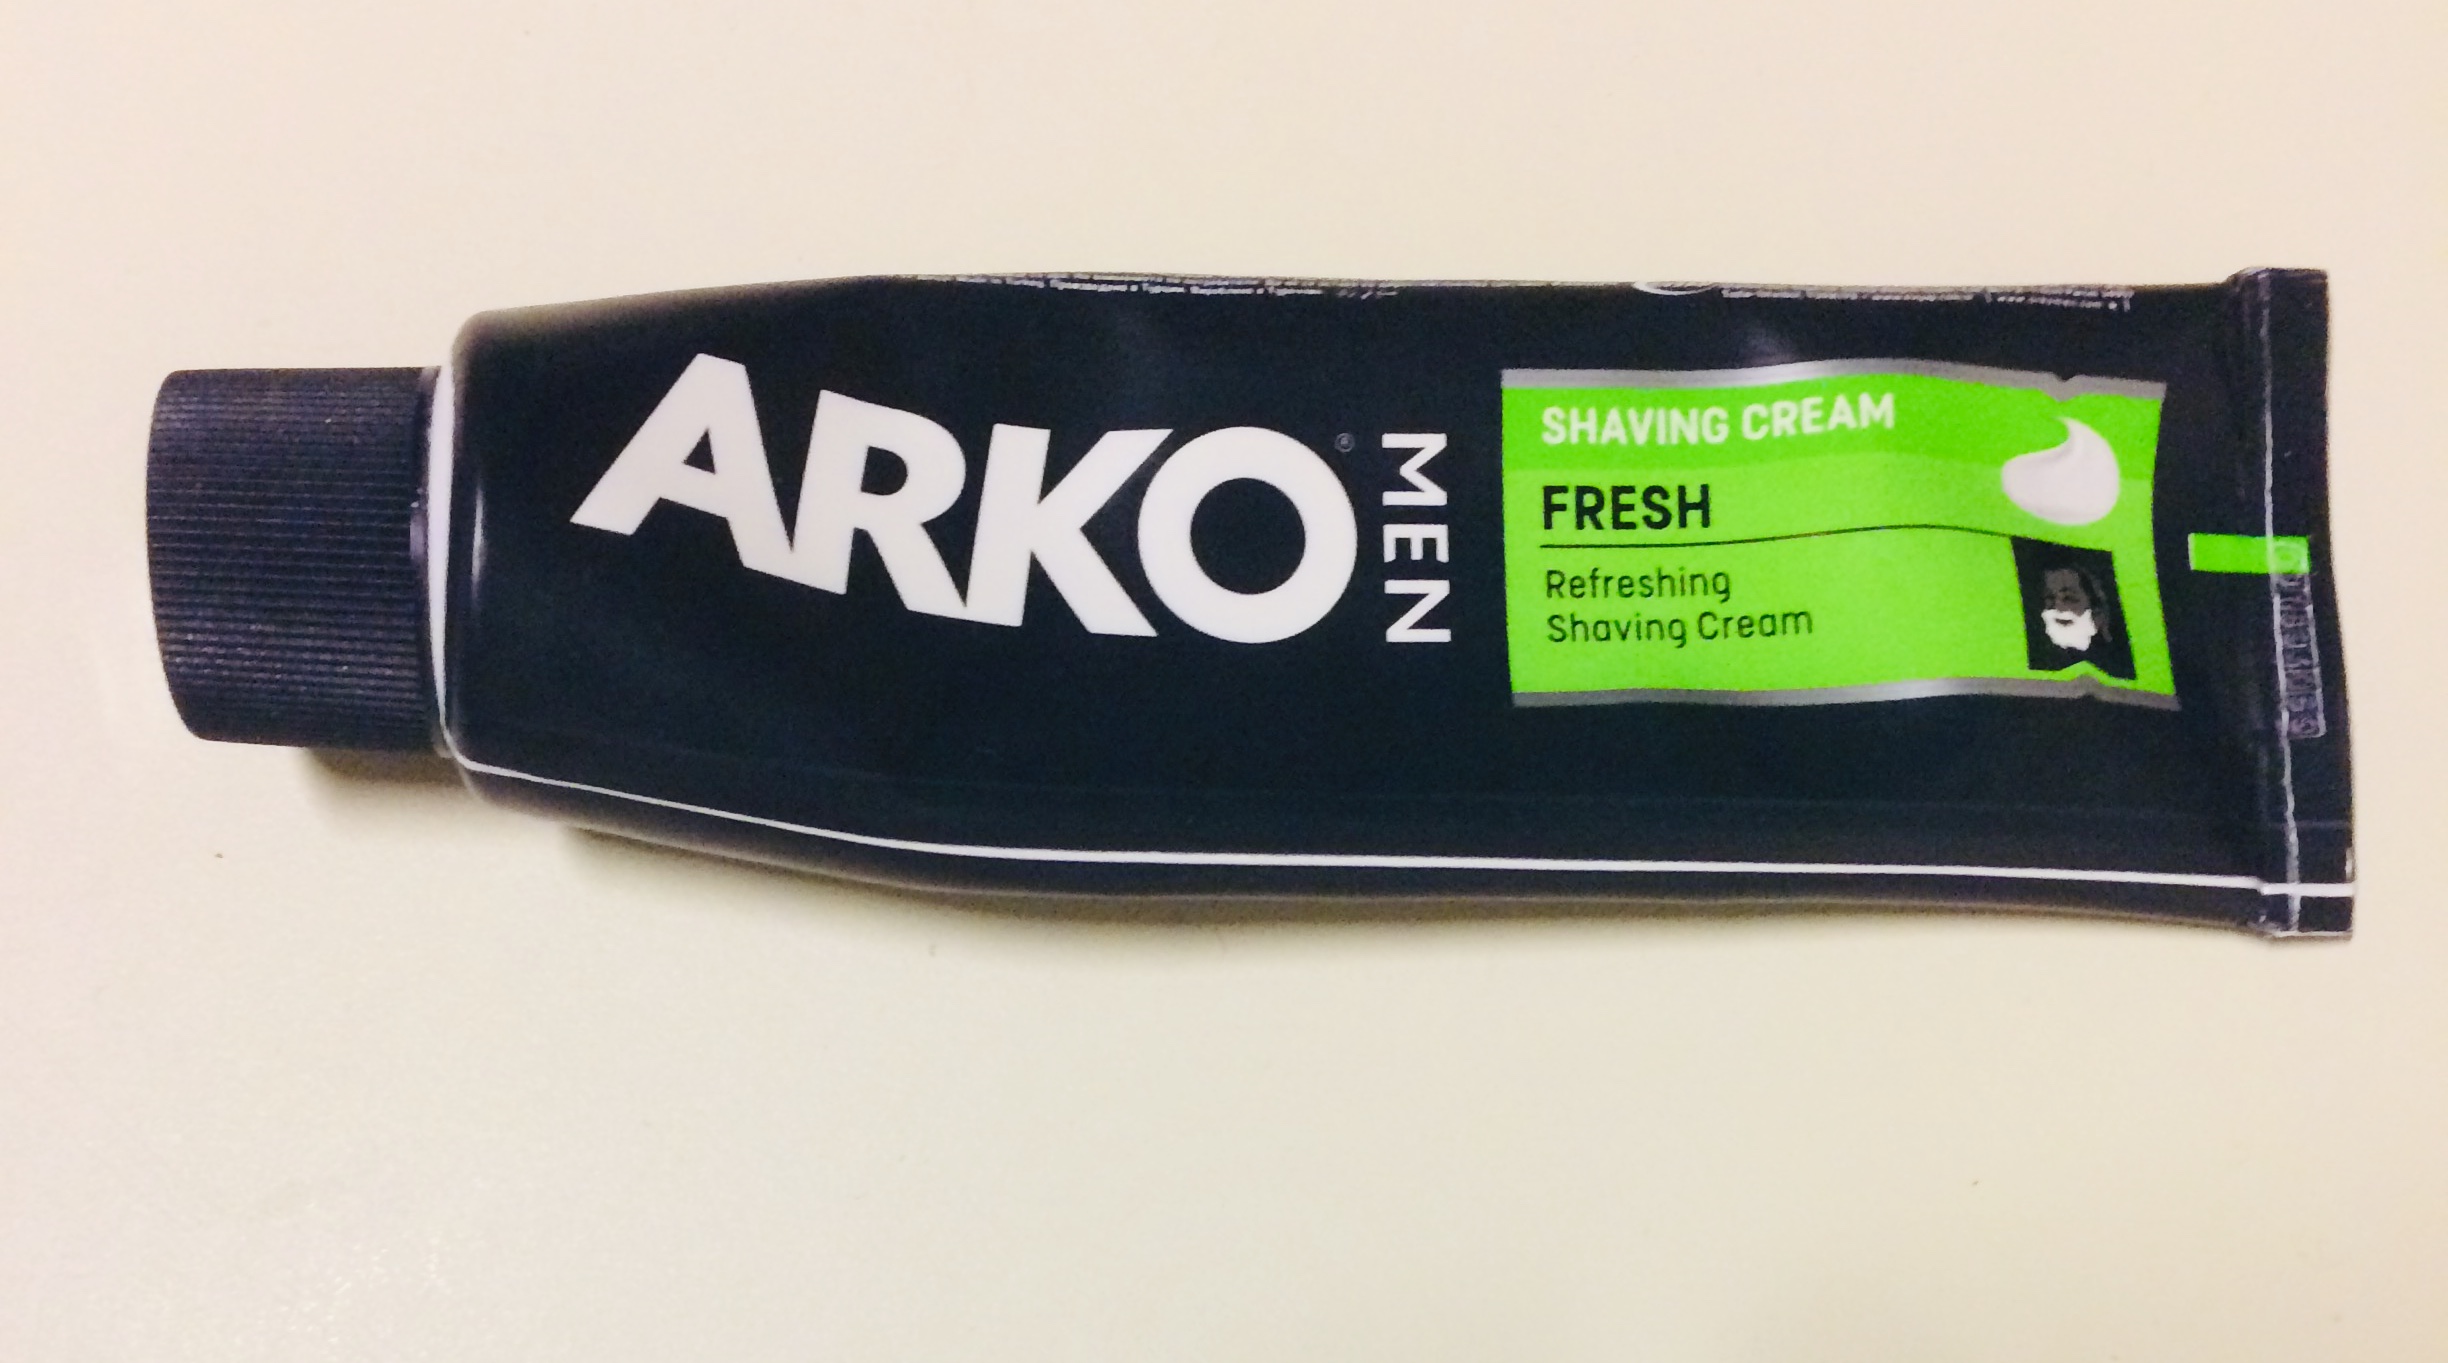 ARKO®
MEN
SHAVING CREAM
FRESH
Refreshing
Shaving Cream